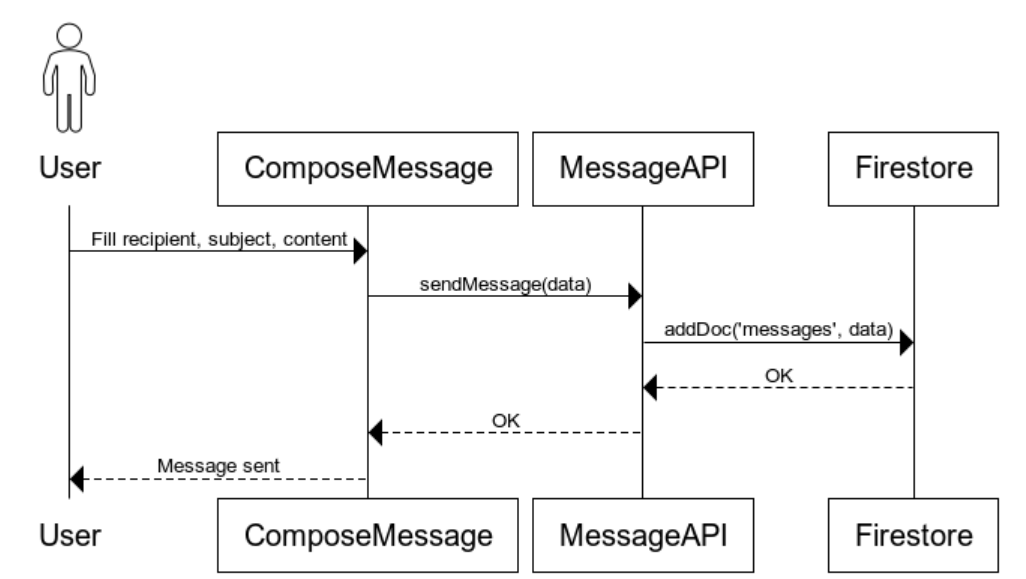 User
ComposeMessage
MessageAPI
Firestore
Fill recipient, subject, content
sendMessage(data)
addDoc('messages', data)
OK
OK
Message sent
User
ComposeMessage
MessageAPI
Firestore